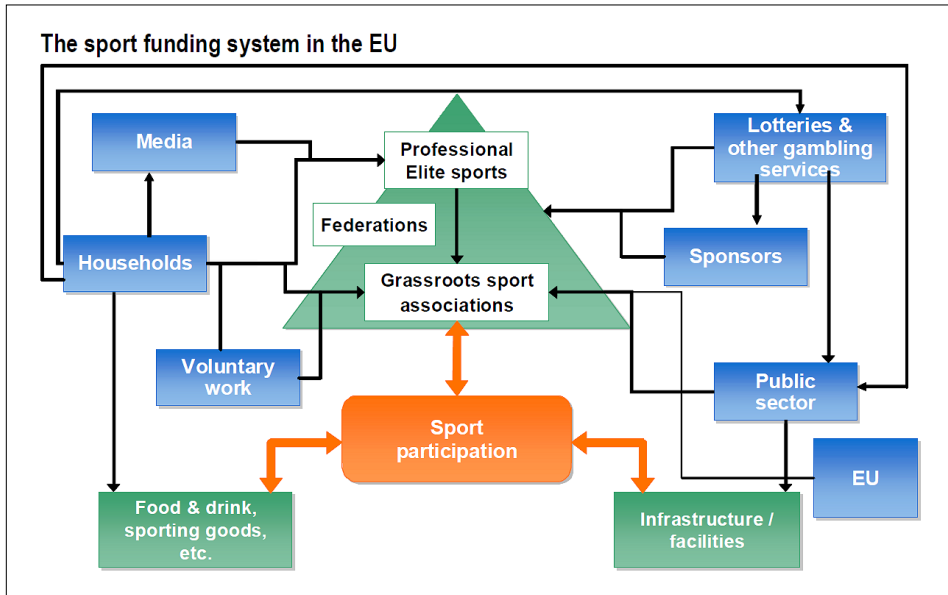 The sport funding system in the EU
Media
Professional
Elite sports
Lotteries &
other gambling
services
Federations
Households
Sponsors
Grassroots sport
associations
Voluntary
work
Public
sector
Sport
participation
EU
Food & drink,
sporting goods,
etc.
Infrastructure /
facilities